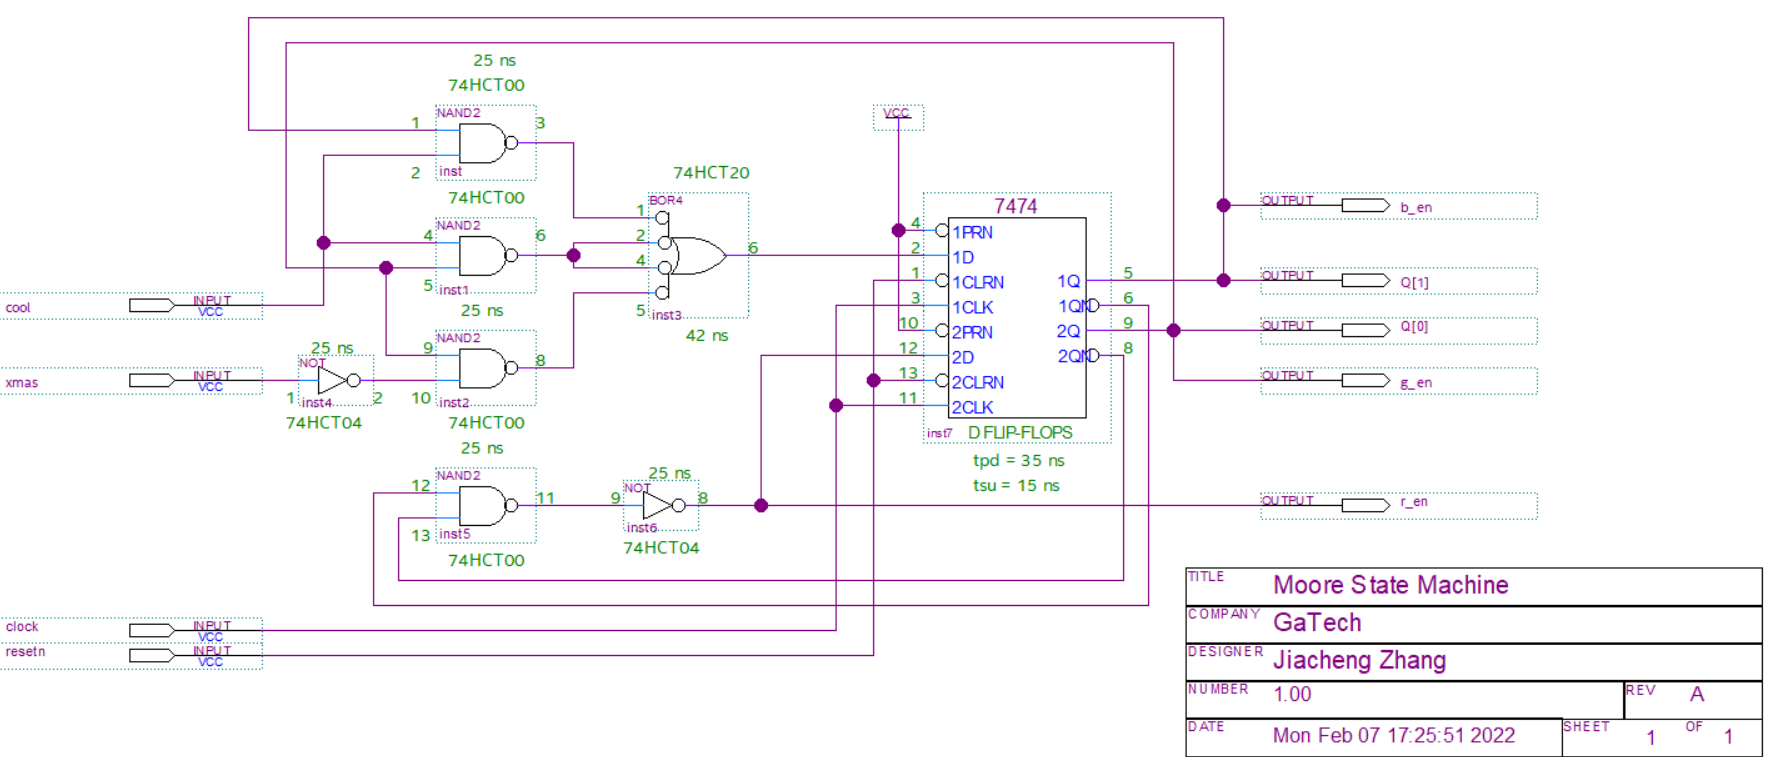 25 ns
74HCT00
NAND2
1
3
2
inst
74HCT00
NAND2
4
6
5
inst1
25 ns
NAND2
9
8
10
inst2
74HCT00
25 ns
NAND2
12
11
13
inst5
74HCT00
cool
INPUT
VCC
xmas
INPUT
VCC
25 ns
NOT
1
inst4
2
74HCT04
clock
INPUT
VCC
resetn
INPUT
VCC
74HCT20
BOR4
1
2
4
5
6
inst3
42 ns
25 ns
NOT
9
8
inst6
74HCT04
VCC
7474
4
1PRN
2
1D
1
1CLRN
1Q
5
3
1CLK
1QN
6
10
2PRN
2Q
9
12
2D
2QN
8
13
2CLRN
11
2CLK
inst7
D FLIP-FLOPS
tpd = 35 ns
tsu = 15 ns
OUTPUT
b_en
OUTPUT
Q[1]
OUTPUT
Q[0]
OUTPUT
g_en
OUTPUT
r_en
TITLE
Moore State Machine
COMPANY
GaTech
DESIGNER
Jiacheng Zhang
NUMBER
1.00
REV
A
DATE
Mon Feb 07 17:25:51 2022
SHEET
1
OF
1